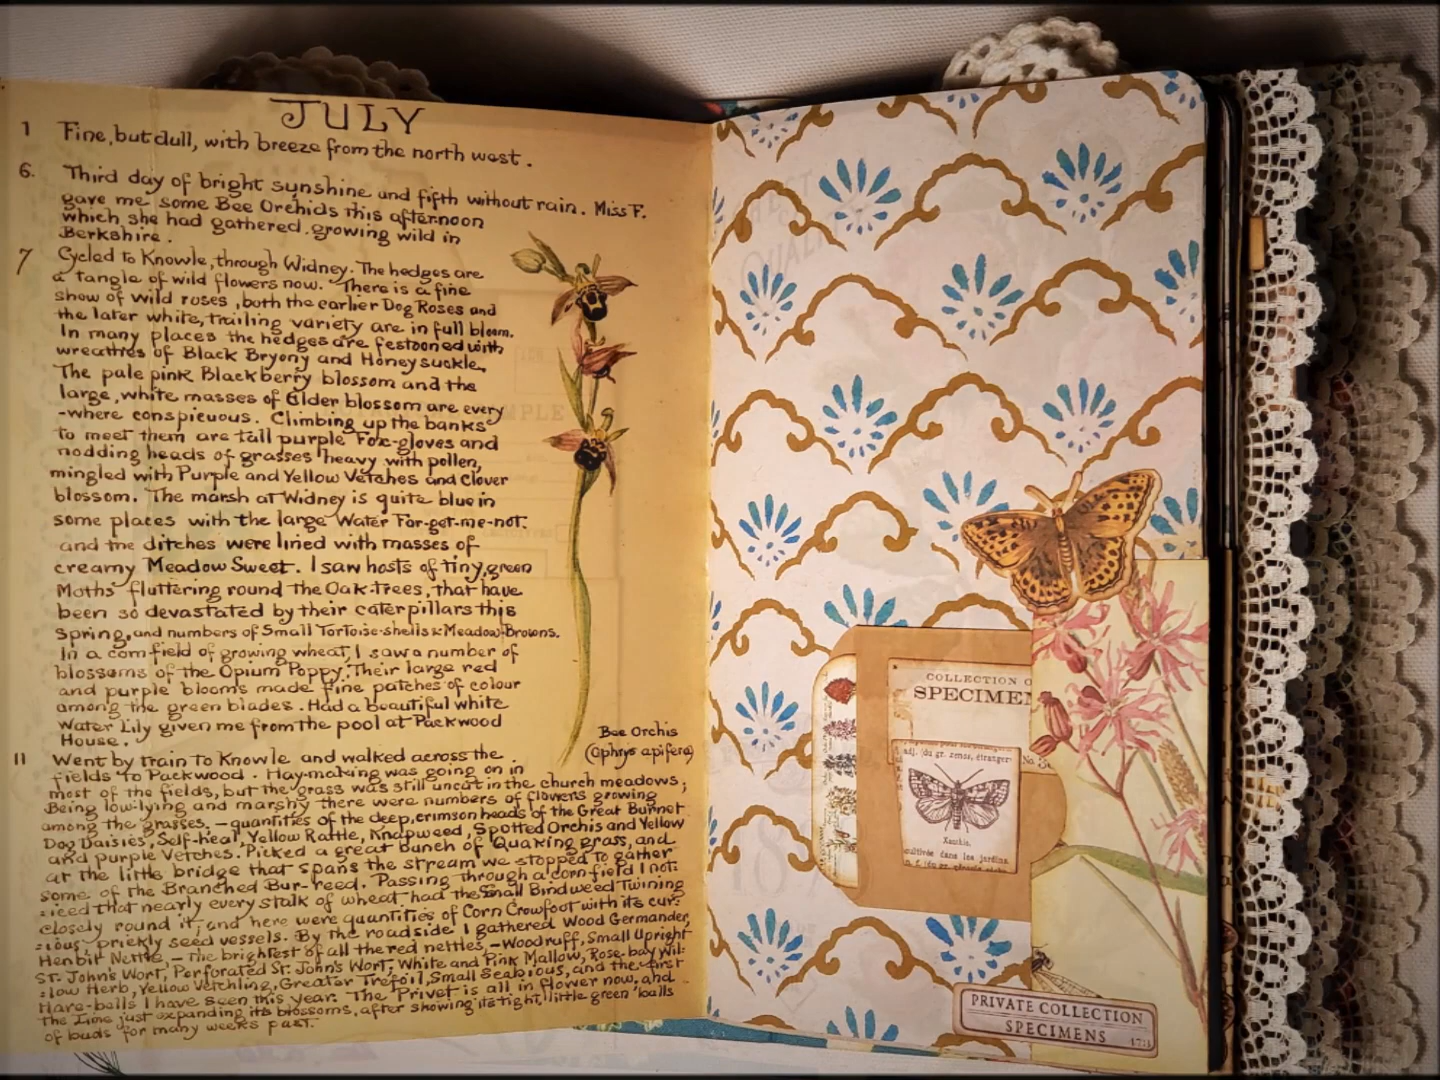 JULY
1 Fine, but dull, with breeze from the north west.
6. Third day of bright sunshine and fifth without rain. Miss F.
gave me some Bee Orchids this afternoon
which she had gathered growing wild in
Berkshire.
7 Cycled to Knowle, through Widney. The hedges are
a tangle of wild flowers now. There is a fine
show of wild roses, both the earlier Dog Roses and
the later white, trailing variety are in full bloom.
In many places the hedges are festooned with
wreathes of Black Bryony and Honeysuckle.
The pale pink Blackberry blossom and the
large, white masses of Elder blossom are every
-where conspicuous. Climbing up the banks
to meet them are tall purple Fox-gloves and
nodding heads of grasses heavy with pollen,
mingled with Purple and Yellow Vetches and Clover
blossom. The marsh at Widney is quite blue in
some places with the large Water For-get-me-not.
and the ditches were lined with masses of
creamy Meadow Sweet. I saw hosts of tiny, green
Moths fluttering round the Oak-Trees, that have
been so devastated by their caterpillars this
spring, and numbers of Small Tortoise-shells & Meadow-Browns.
In a cornfield of growing wheat, I saw a number of
blossoms of the Opium Poppy. Their large red
and purple blooms made fine patches of colour
among the green blades. Had a beautiful white
Water Lily given me from the pool at Packwood
House.
Bee Orchis
(Ophrys apifera)
11 Went by train to Knowle and walked across the
fields to Packwood. Hay-making was going on in
most of the fields, but the grass was still uncut in the church meadows;
Being low-lying and marshy there were numbers of flowers growing
among the grasses, – quantities of the deep, crimson heads of the Great Burnet
Dog Daisies, Self-heal, Yellow Rattle, Knapweed, Spotted Orchis and Yellow
and purple Vetches. Picked a great bunch of Quaking grass, and
at the little bridge that spans the stream we stopped to gather
some of the Branched Bur-reed. Passing through a cornfield I not:
:iced that nearly every stalk of wheat had the Small Bindweed Twining
closely round it, and here were quantities of Corn Crowfoot with its cur:
:ious prickly seed vessels. By the roadside I gathered Wood Germander,
Henbit Nettle, – the brightest of all the red nettles, – Woodruff, Small Upright
St. John's Wort, Perforated St. John's Wort, White and Pink Mallow, Rose-bay Wil:
:low Herb, Yellow Vetchling, Greater Trefoil, Small Scabious, and the first
Hare-bells I have seen this year. The Privet is all in flower now, and
the Lime just expanding its blossoms, after showing its tight, little green balls
of buds for many weeks past.
COLLECTION O
SPECIMEN
No. 3
adj. (du gr. zenos, étranger
Xanthie.
cultivée dans les jardins.
PRIVATE COLLECTION
SPECIMENS